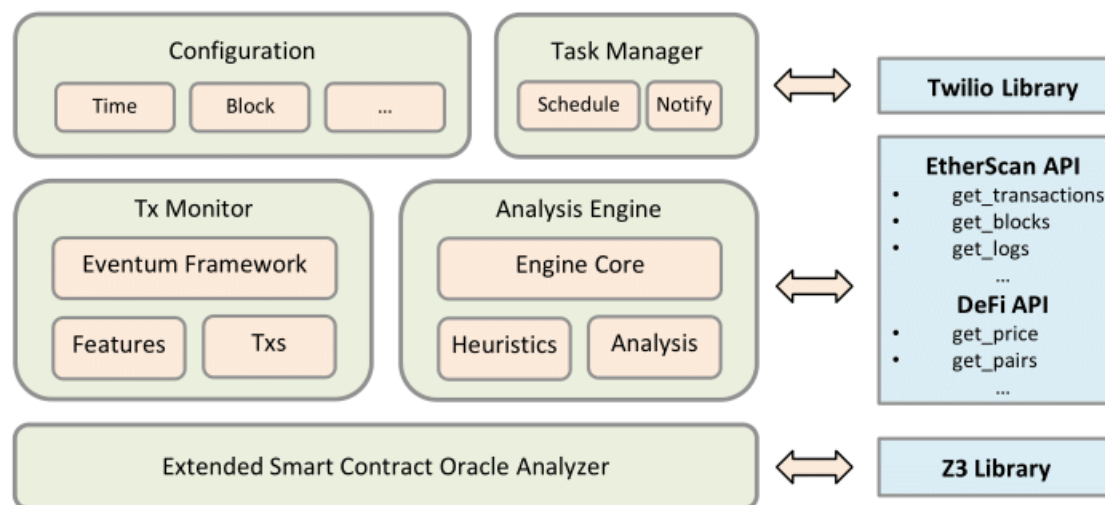 Configuration
Time
Block
...
Task Manager
Schedule
Notify
Twilio Library
Tx Monitor
Eventum Framework
Features
Txs
Analysis Engine
Engine Core
Heuristics
Analysis
EtherScan API
• get_transactions
• get_blocks
• get_logs
...
DeFi API
• get_price
• get_pairs
...
Extended Smart Contract Oracle Analyzer
Z3 Library